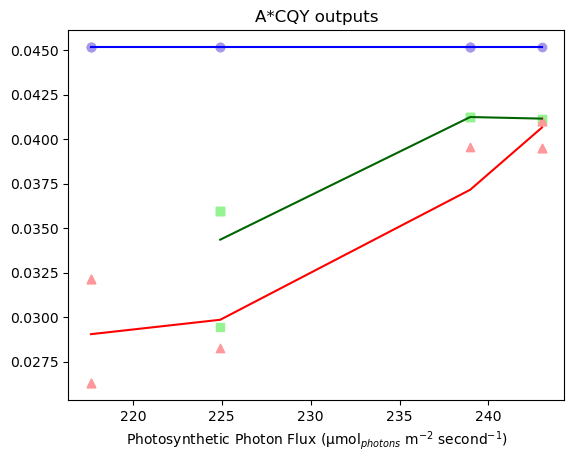 A*CQY outputs
0.0450
0.0425
0.0400
0.0375
0.0350
0.0325
0.0300
0.0275
220 225 230 235 240
Photosynthetic Photon Flux (μmol$_{photons}$ m$^{-2}$ second$^{-1}$)